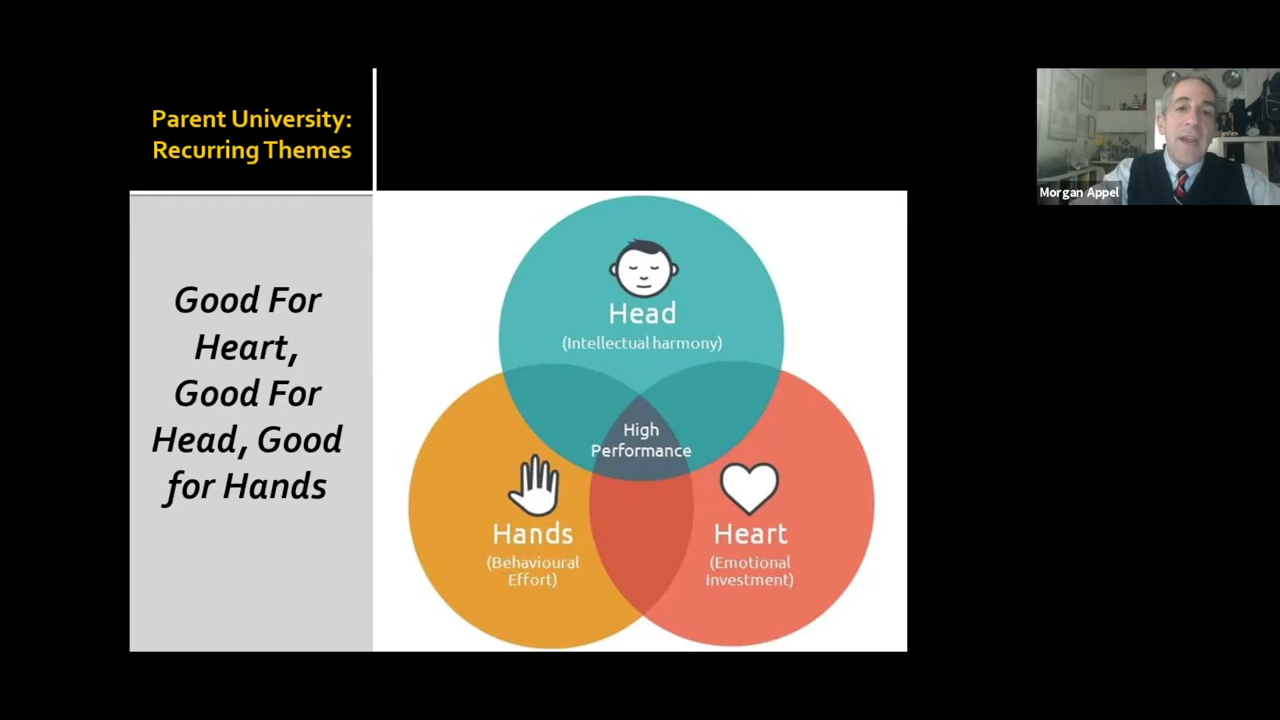 Parent University:
Recurring Themes
Good For
Heart,
Good For
Head, Good
for Hands
Head
(Intellectual harmony)
High
Performance
Hands
(Behavioural
Effort)
Heart
(Emotional
Investment)
Morgan Appel